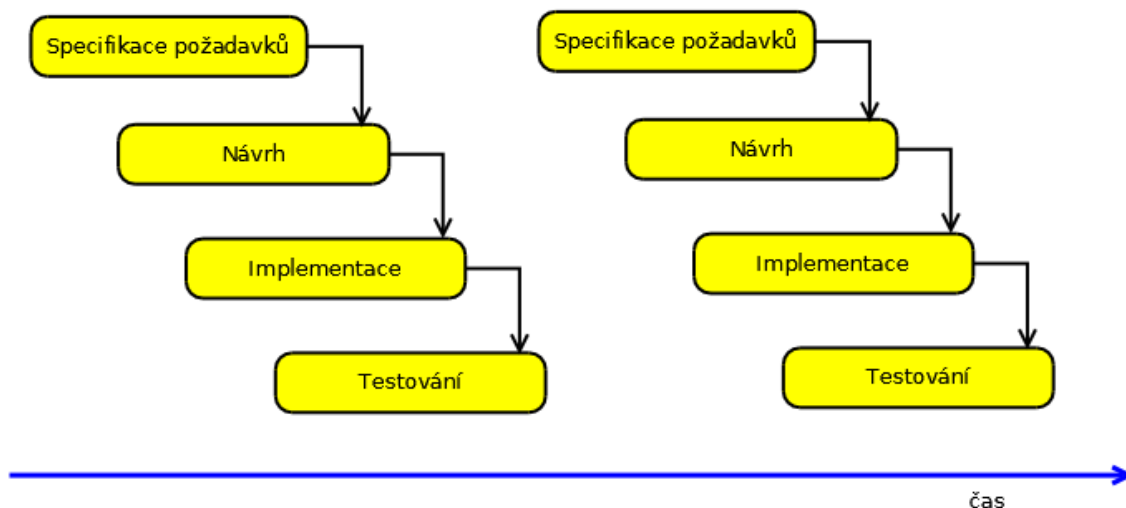 Specifikace požadavků
Návrh
Implementace
Testování
Specifikace požadavků
Návrh
Implementace
Testování
čas